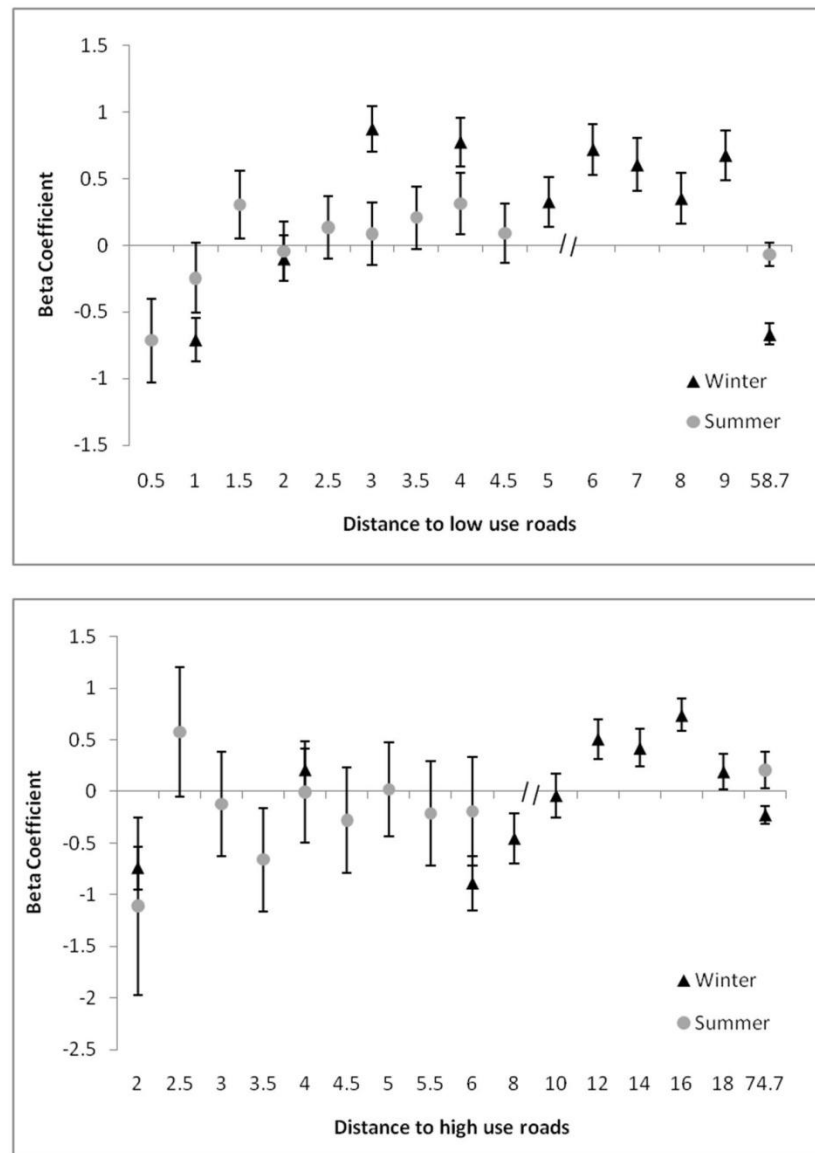 1.5
1
0.5
0
-0.5
-1
-1.5
Beta Coefficient
//
Winter
Summer
0.5 1 1.5 2 2.5 3 3.5 4 4.5 5 6 7 8 9 58.7
Distance to low use roads
1.5
1
0.5
0
-0.5
-1
-1.5
-2
-2.5
Beta Coefficient
//
Winter
Summer
2 2.5 3 3.5 4 4.5 5 5.5 6 8 10 12 14 16 18 74.7
Distance to high use roads